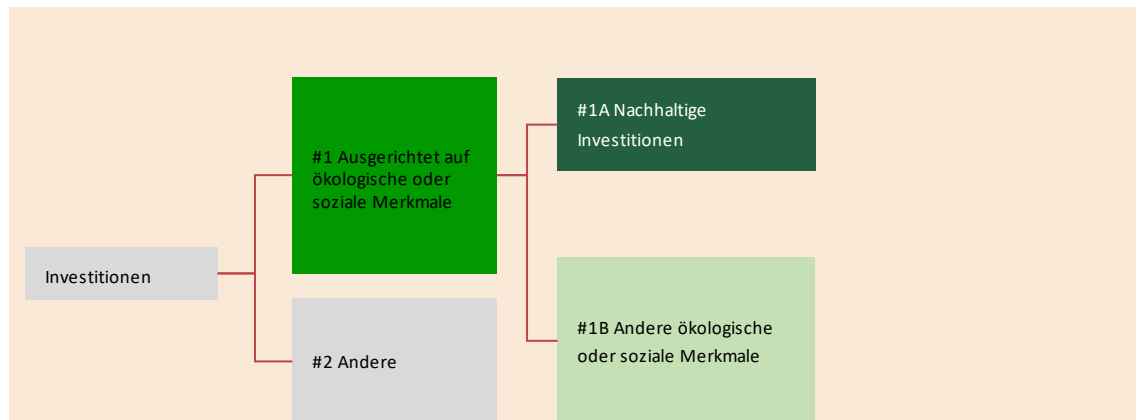 #1A Nachhaltige
Investitionen
#1 Ausgerichtet auf
ökologische oder
soziale Merkmale
Investitionen
#1B Andere ökologische
oder soziale Merkmale
#2 Andere